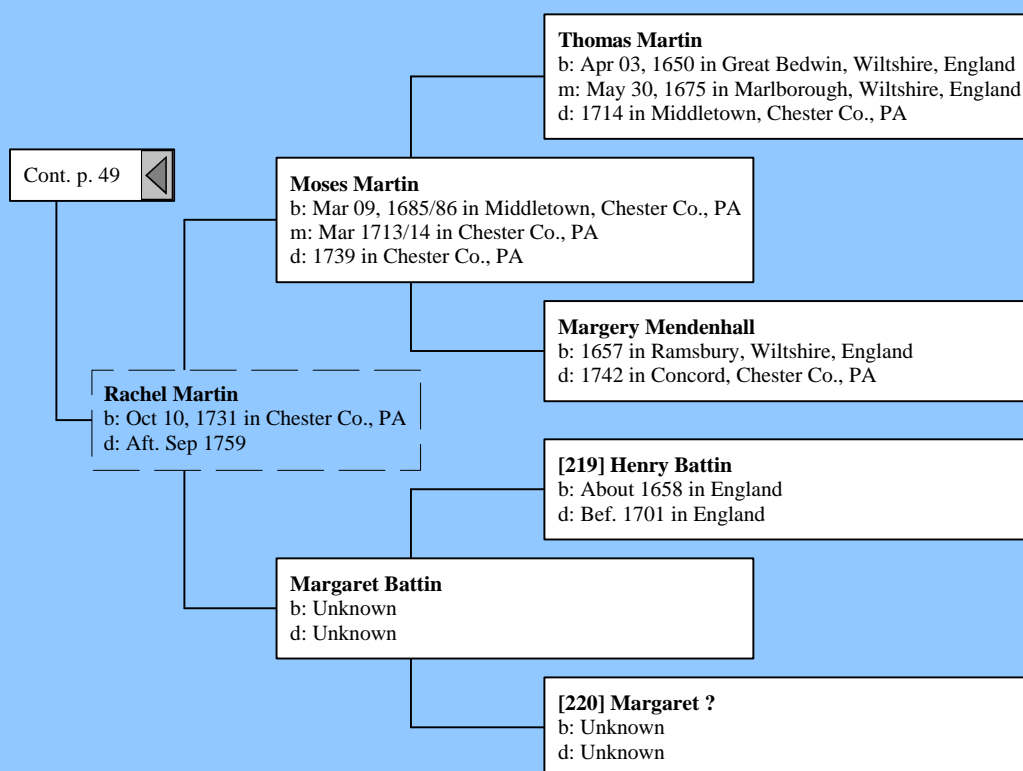 Thomas Martin
b: Apr 03, 1650 in Great Bedwin, Wiltshire, England
m: May 30, 1675 in Marlborough, Wiltshire, England
d: 1714 in Middletown, Chester Co., PA
Cont. p. 49
Moses Martin
b: Mar 09, 1685/86 in Middletown, Chester Co., PA
m: Mar 1713/14 in Chester Co., PA
d: 1739 in Chester Co., PA
Margery Mendenhall
b: 1657 in Ramsbury, Wiltshire, England
d: 1742 in Concord, Chester Co., PA
Rachel Martin
b: Oct 10, 1731 in Chester Co., PA
d: Aft. Sep 1759
[219] Henry Battin
b: About 1658 in England
d: Bef. 1701 in England
Margaret Battin
b: Unknown
d: Unknown
[220] Margaret ?
b: Unknown
d: Unknown